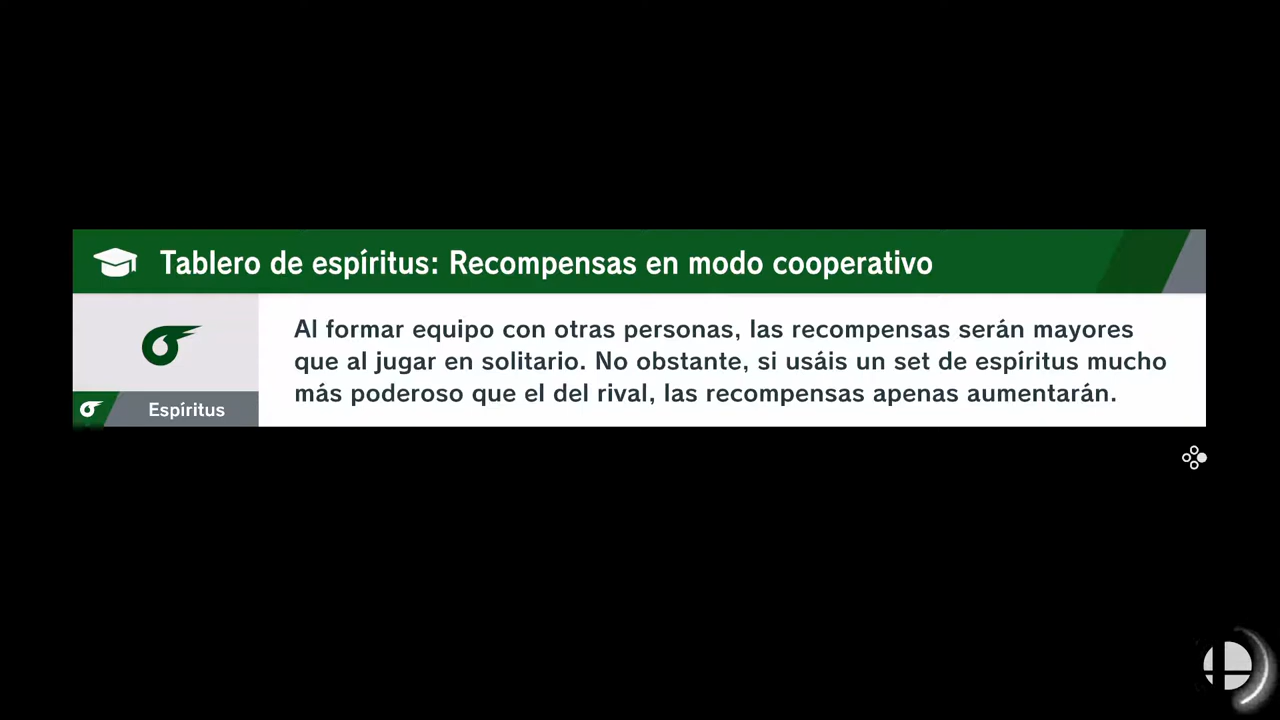 Tablero de espíritus: Recompensas en modo cooperativo
Al formar equipo con otras personas, las recompensas serán mayores
que al jugar en solitario. No obstante, si usáis un set de espíritus mucho
más poderoso que el del rival, las recompensas apenas aumentarán.
Espíritus